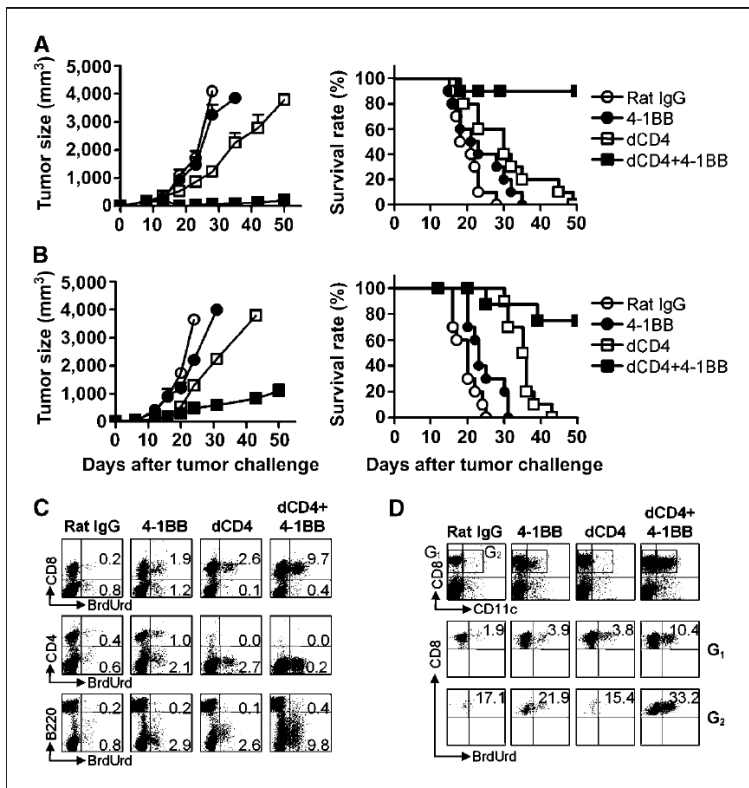 A
Tumor size (mm³)
5,000
4,000
3,000
2,000
1,000
0
0 10 20 30 40 50
Survival rate (%)
100
80
60
40
20
0
0 10 20 30 40 50
Rat IgG
4-1BB
dCD4
dCD4+4-1BB
B
Tumor size (mm³)
5,000
4,000
3,000
2,000
1,000
0
0 10 20 30 40 50
Days after tumor challenge
Survival rate (%)
100
80
60
40
20
0
0 10 20 30 40 50
Days after tumor challenge
Rat IgG
4-1BB
dCD4
dCD4+4-1BB
C
Rat IgG 4-1BB dCD4 dCD4+ 4-1BB
CD8
0.2 1.9 2.6 9.7
0.8 1.2 0.1 0.4
BrdUrd
CD4
0.4 1.0 0.0 0.0
0.6 2.1 2.7 0.2
BrdUrd
B220
0.2 0.2 0.1 0.4
0.8 2.9 2.6 9.8
BrdUrd
D
Rat IgG 4-1BB dCD4 dCD4+ 4-1BB
G₁ G₂
CD8
CD11c
1.9 3.9 3.8 10.4 G₁
CD8
17.1 21.9 15.4 33.2 G₂
BrdUrd